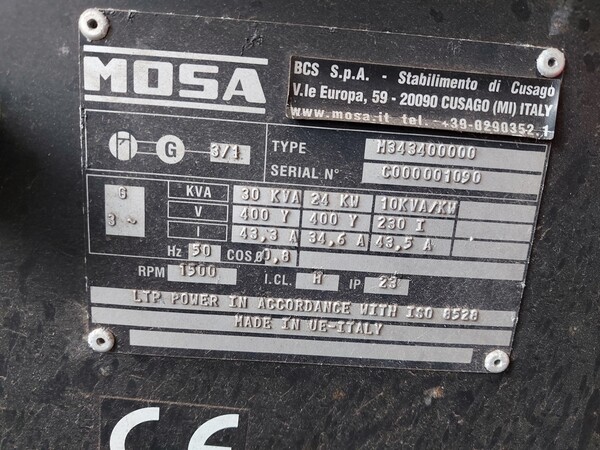 MOSA
BCS S.p.A. - Stabilimento di Cusago
V.le Europa, 59 - 20090 CUSAGO (MI) ITALY
www.mosa.it tel. +39-0290352.1
G 3/1
TYPE M343400000
SERIAL N° C000001090
G 3~
KVA 30 KVA 24 KW 10KVA/KW
V 400 Y 400 Y 230 I
I 43,3 A 34,6 A 43,5 A
Hz 50 COSø 0,8
RPM 1500 I.CL. H IP 23
LTP POWER IN ACCORDANCE WITH ISO 8528
MADE IN UE-ITALY
CE